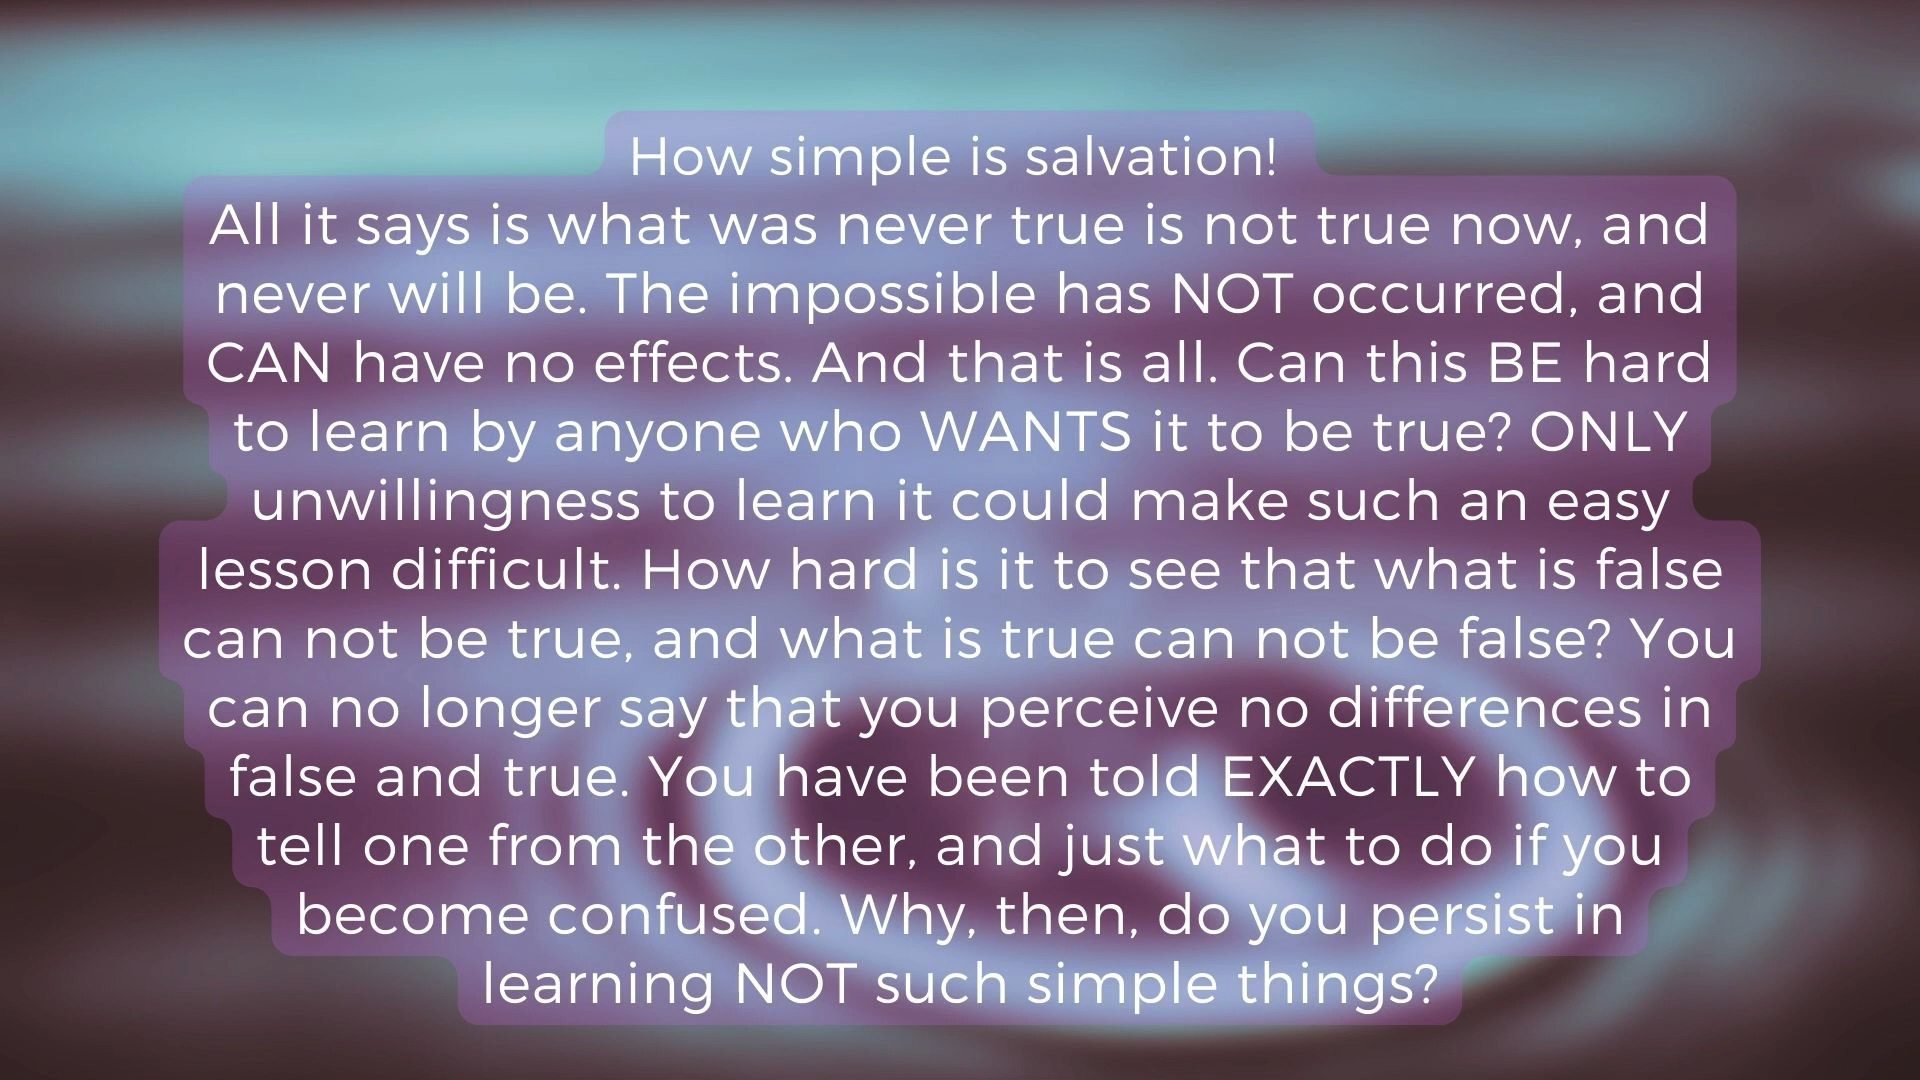 How simple is salvation!
All it says is what was never true is not true now, and
never will be. The impossible has NOT occurred, and
CAN have no effects. And that is all. Can this BE hard
to learn by anyone who WANTS it to be true? ONLY
unwillingness to learn it could make such an easy
lesson difficult. How hard is it to see that what is false
can not be true, and what is true can not be false? You
can no longer say that you perceive no differences in
false and true. You have been told EXACTLY how to
tell one from the other, and just what to do if you
become confused. Why, then, do you persist in
learning NOT such simple things?